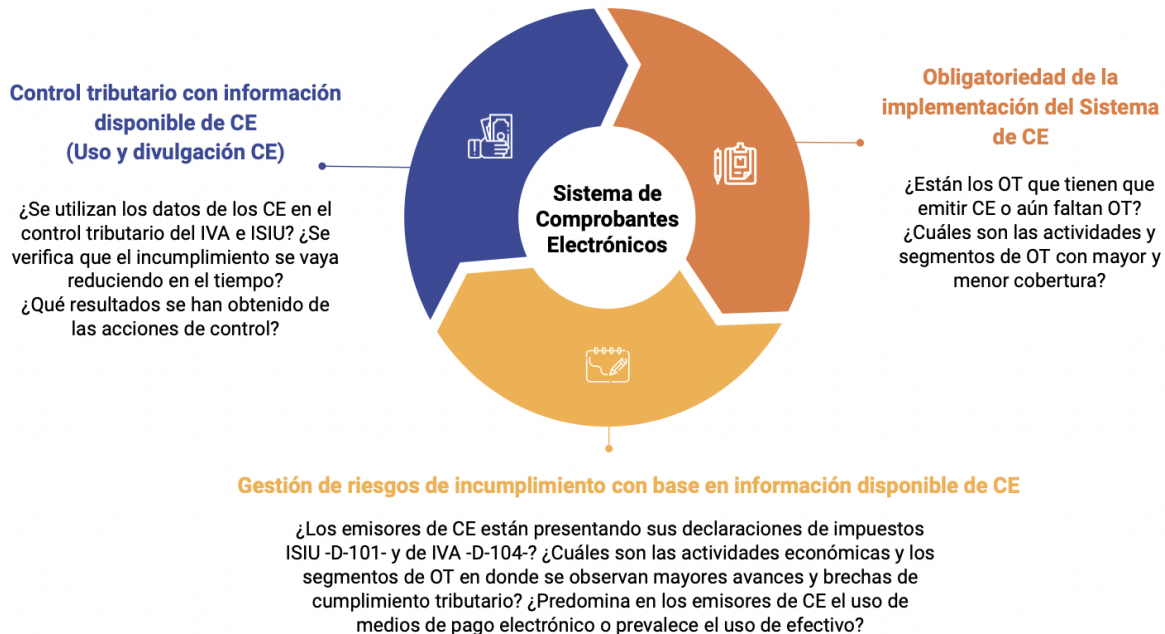 Control tributario con información
disponible de CE
(Uso y divulgación CE)
¿Se utilizan los datos de los CE en el
control tributario del IVA e ISIU? ¿Se
verifica que el incumplimiento se vaya
reduciendo en el tiempo?
¿Qué resultados se han obtenido de
las acciones de control?
Sistema de
Comprobantes
Electrónicos
Obligatoriedad de la
implementación del Sistema
de CE
¿Están los OT que tienen que
emitir CE o aún faltan OT?
¿Cuáles son las actividades y
segmentos de OT con mayor y
menor cobertura?
Gestión de riesgos de incumplimiento con base en información disponible de CE
¿Los emisores de CE están presentando sus declaraciones de impuestos
ISIU -D-101- y de IVA -D-104-? ¿Cuáles son las actividades económicas y los
segmentos de OT en donde se observan mayores avances y brechas de
cumplimiento tributario? ¿Predomina en los emisores de CE el uso de
medios de pago electrónico o prevalece el uso de efectivo?